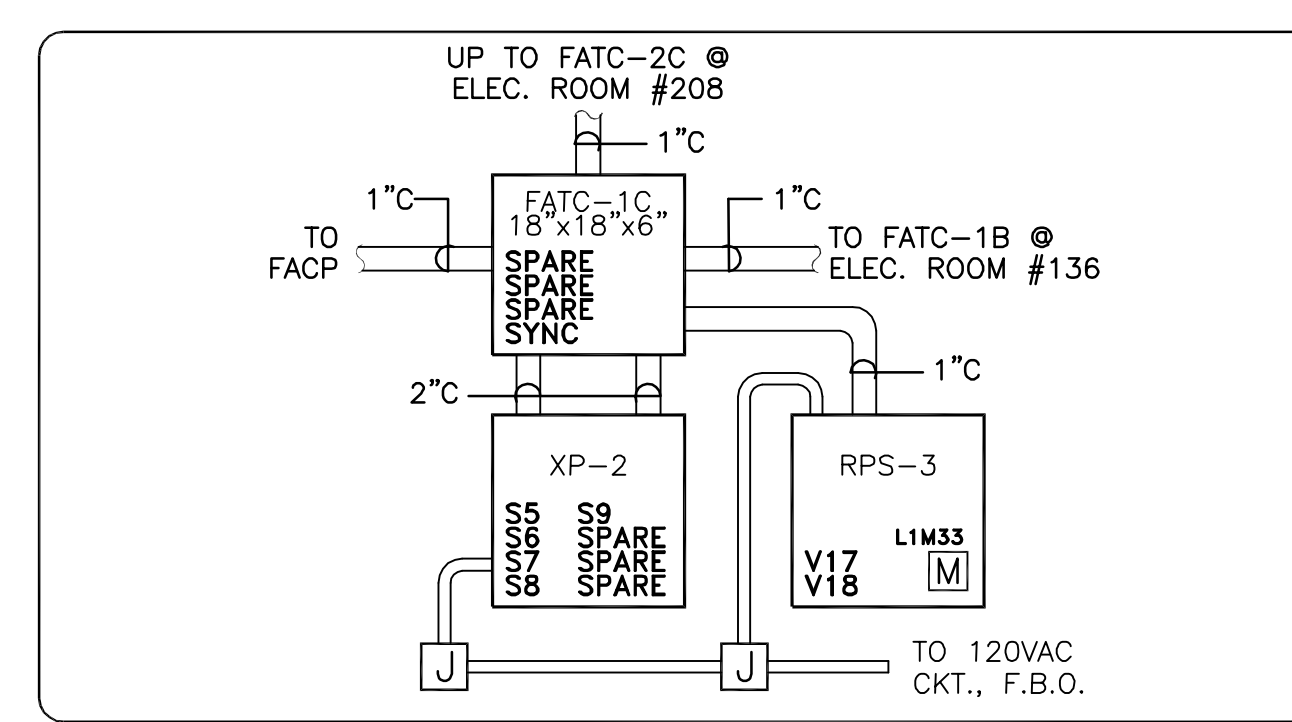 UP TO FATC-2C @
ELEC. ROOM #208
1"C
1"C
FATC-1C
18"x18"x6"
1"C
TO
FACP
TO FATC-1B @
ELEC. ROOM #136
SPARE
SPARE
SPARE
SYNC
2"C
1"C
XP-2
S5 S9
S6 SPARE
S7 SPARE
S8 SPARE
RPS-3
L1M33
V17
V18
M
J
J
TO 120VAC
CKT., F.B.O.